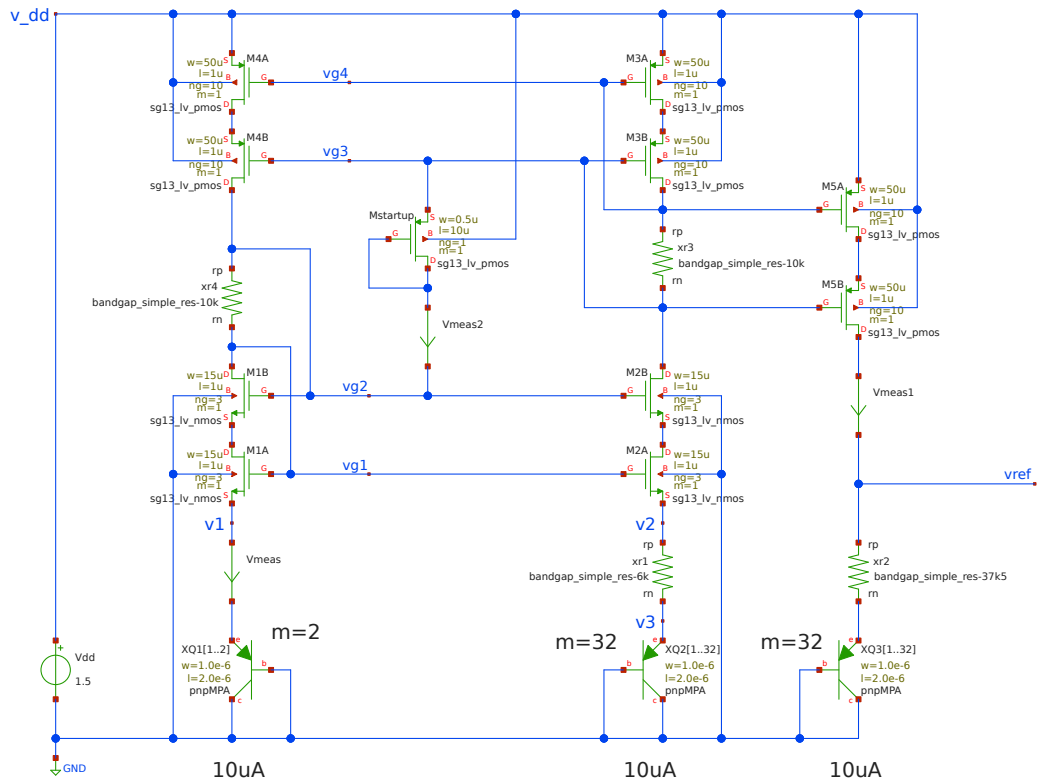 v_dd
S
M4A
w=50u
l=1u
B
G
ng=10
m=1
D
sg13_lv_pmos
vg4
S
M4B
w=50u
l=1u
B
G
ng=10
m=1
D
sg13_lv_pmos
vg3
M3A
S
w=50u
l=1u
G
B
ng=10
m=1
D
sg13_lv_pmos
M3B
S
w=50u
l=1u
G
B
ng=10
m=1
D
sg13_lv_pmos
M5A
S
w=50u
l=1u
G
B
ng=10
m=1
D
sg13_lv_pmos
M5B
S
w=50u
l=1u
G
B
ng=10
m=1
D
sg13_lv_pmos
Mstartup
S
w=0.5u
l=10u
G
B
ng=1
m=1
D
sg13_lv_pmos
rp
xr3
bandgap_simple_res-10k
rn
rp
xr4
bandgap_simple_res-10k
rn
Vmeas2
M1B
w=15u
D
l=1u
B
G
ng=3
m=1
S
sg13_lv_nmos
vg2
M1A
w=15u
D
l=1u
B
G
ng=3
m=1
S
sg13_lv_nmos
vg1
M2B
D
w=15u
l=1u
G
B
ng=3
m=1
S
sg13_lv_nmos
M2A
D
w=15u
l=1u
G
B
ng=3
m=1
S
sg13_lv_nmos
Vmeas1
vref
v1
Vmeas
v2
rp
xr1
bandgap_simple_res-6k
rn
v3
rp
xr2
bandgap_simple_res-37k5
rn
m=2
e
XQ1[1..2]
b
w=1.0e-6
l=2.0e-6
pnpMPA
c
m=32
e
XQ2[1..32]
b
w=1.0e-6
l=2.0e-6
pnpMPA
c
m=32
e
XQ3[1..32]
b
w=1.0e-6
l=2.0e-6
pnpMPA
c
+
Vdd
1.5
GND
10uA
10uA
10uA